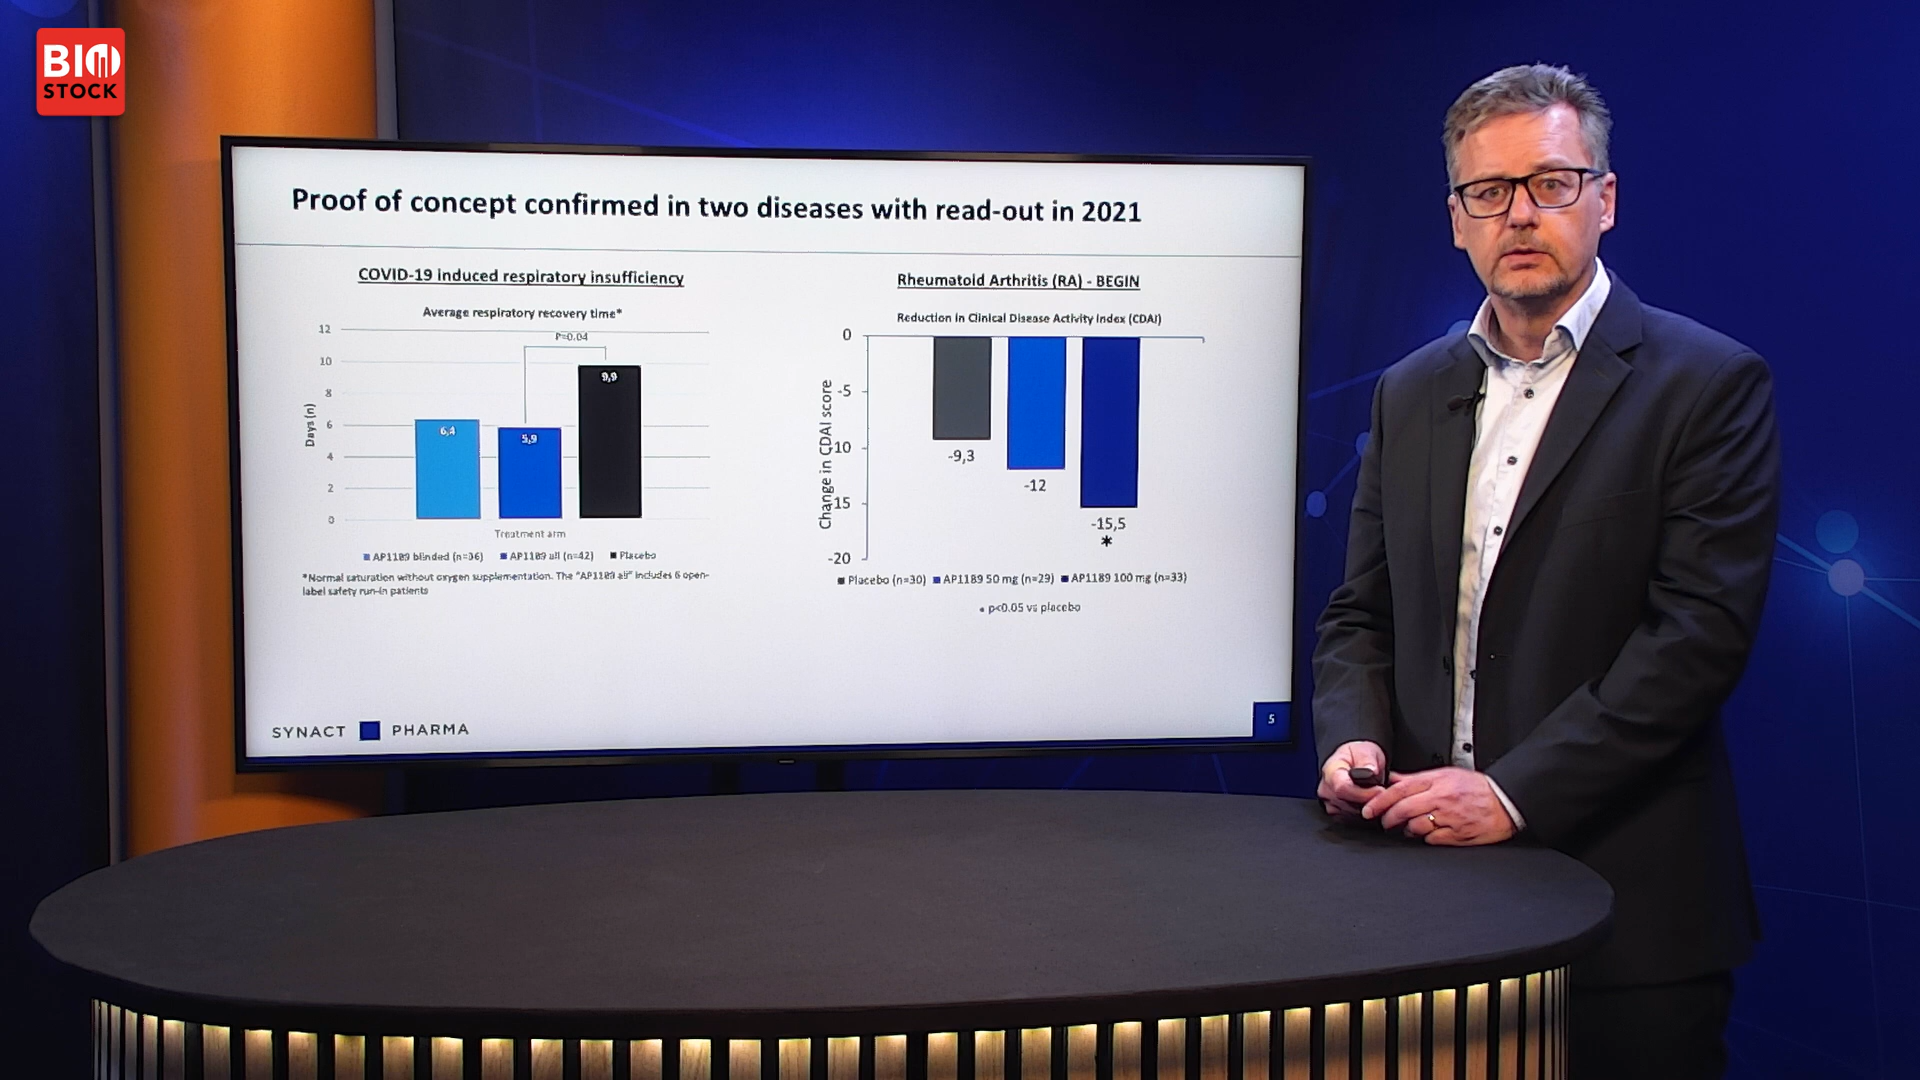 BIO
STOCK
Proof of concept confirmed in two diseases with read-out in 2021
COVID-19 induced respiratory insufficiency
Average respiratory recovery time*
12
P=0.04
10
9,9
8
Days (n)
6
6,4
5,9
4
2
0
Treatment arm
AP1189 blinded (n=36) AP1189 all (n=42) Placebo
*Normal saturation without oxygen supplementation. The "AP1189 all" includes 6 open-
label safety run-in patients
Rheumatoid Arthritis (RA) - BEGIN
Reduction in Clinical Disease Activity Index (CDAI)
0
-5
Change in CDAI score
-10
-9,3
-12
-15
-15,5
*
-20
Placebo (n=30) AP1189 50 mg (n=29) AP1189 100 mg (n=33)
* p<0.05 vs placebo
SYNACT PHARMA
5